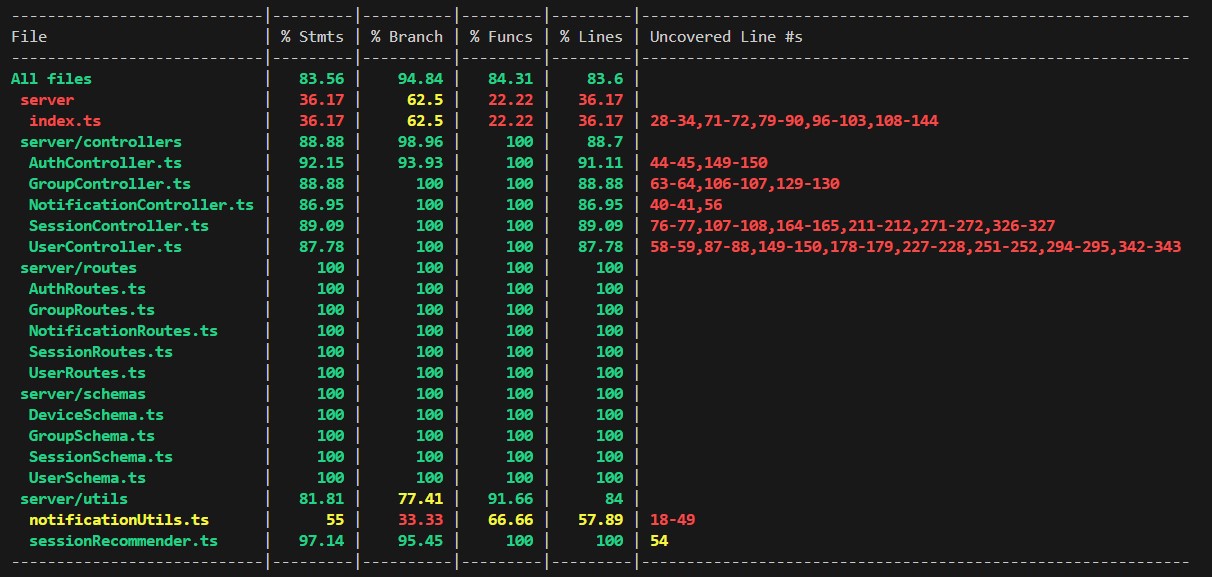 ---------------------------|---------|----------|---------|---------|-------------------------------------------------------------
File                       | % Stmts | % Branch | % Funcs | % Lines | Uncovered Line #s
---------------------------|---------|----------|---------|---------|-------------------------------------------------------------
All files                  |   83.56 |    94.84 |   84.31 |    83.6 |
 server                    |   36.17 |     62.5 |   22.22 |   36.17 |
  index.ts                 |   36.17 |     62.5 |   22.22 |   36.17 | 28-34,71-72,79-90,96-103,108-144
 server/controllers        |   88.88 |    98.96 |     100 |    88.7 |
  AuthController.ts        |   92.15 |    93.93 |     100 |   91.11 | 44-45,149-150
  GroupController.ts       |   88.88 |      100 |     100 |   88.88 | 63-64,106-107,129-130
  NotificationController.ts |   86.95 |      100 |     100 |   86.95 | 40-41,56
  SessionController.ts     |   89.09 |      100 |     100 |   89.09 | 76-77,107-108,164-165,211-212,271-272,326-327
  UserController.ts        |   87.78 |      100 |     100 |   87.78 | 58-59,87-88,149-150,178-179,227-228,251-252,294-295,342-343
 server/routes             |     100 |      100 |     100 |     100 |
  AuthRoutes.ts            |     100 |      100 |     100 |     100 |
  GroupRoutes.ts           |     100 |      100 |     100 |     100 |
  NotificationRoutes.ts    |     100 |      100 |     100 |     100 |
  SessionRoutes.ts         |     100 |      100 |     100 |     100 |
  UserRoutes.ts            |     100 |      100 |     100 |     100 |
 server/schemas            |     100 |      100 |     100 |     100 |
  DeviceSchema.ts          |     100 |      100 |     100 |     100 |
  GroupSchema.ts           |     100 |      100 |     100 |     100 |
  SessionSchema.ts         |     100 |      100 |     100 |     100 |
  UserSchema.ts            |     100 |      100 |     100 |     100 |
 server/utils              |   81.81 |    77.41 |   91.66 |      84 |
  notificationUtils.ts     |      55 |    33.33 |   66.66 |   57.89 | 18-49
  sessionRecommender.ts    |   97.14 |    95.45 |     100 |     100 | 54
---------------------------|---------|----------|---------|---------|-------------------------------------------------------------